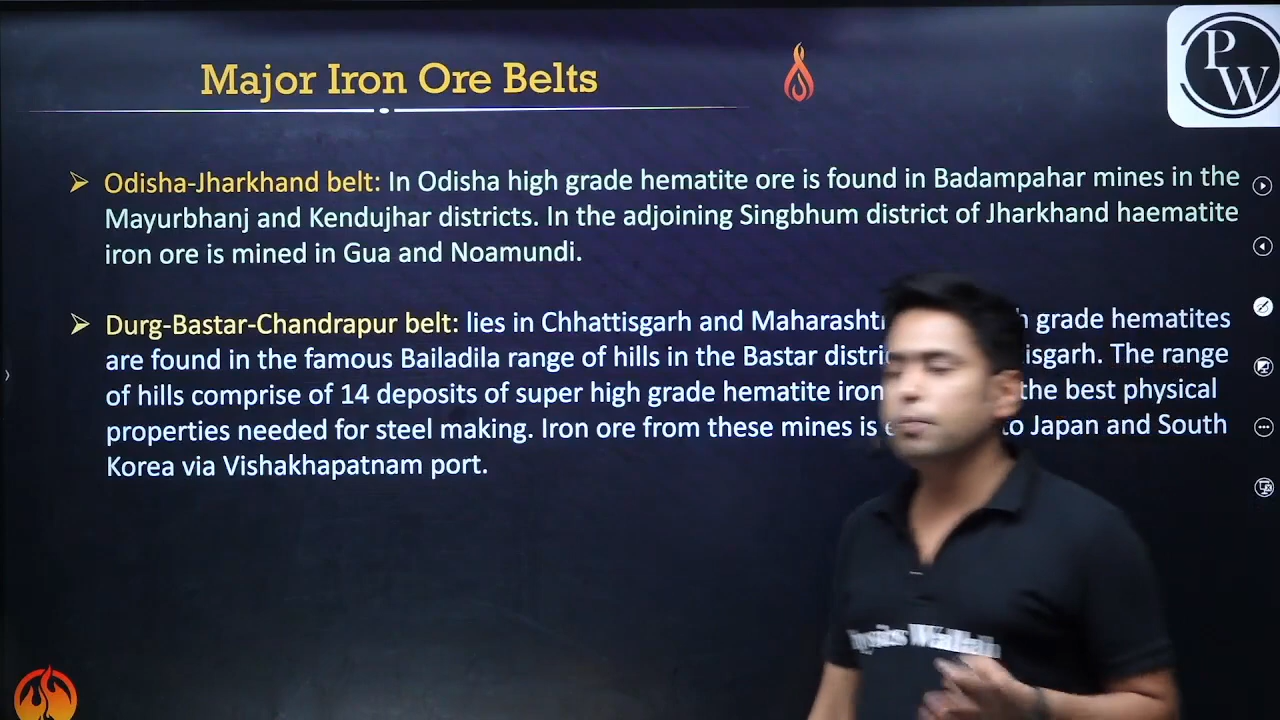 Major Iron Ore Belts
PW
Odisha-Jharkhand belt: In Odisha high grade hematite ore is found in Badampahar mines in the
Mayurbhanj and Kendujhar districts. In the adjoining Singbhum district of Jharkhand haematite
iron ore is mined in Gua and Noamundi.
Durg-Bastar-Chandrapur belt: lies in Chhattisgarh and grade hematites
are found in the famous Bailadila range of hills in the Bastar The range
of hills comprise of 14 deposits of super high grade hematite iron the best physical
properties needed for steel making. Iron ore from these mines is to Japan and South
Korea via Vishakhapatnam port.